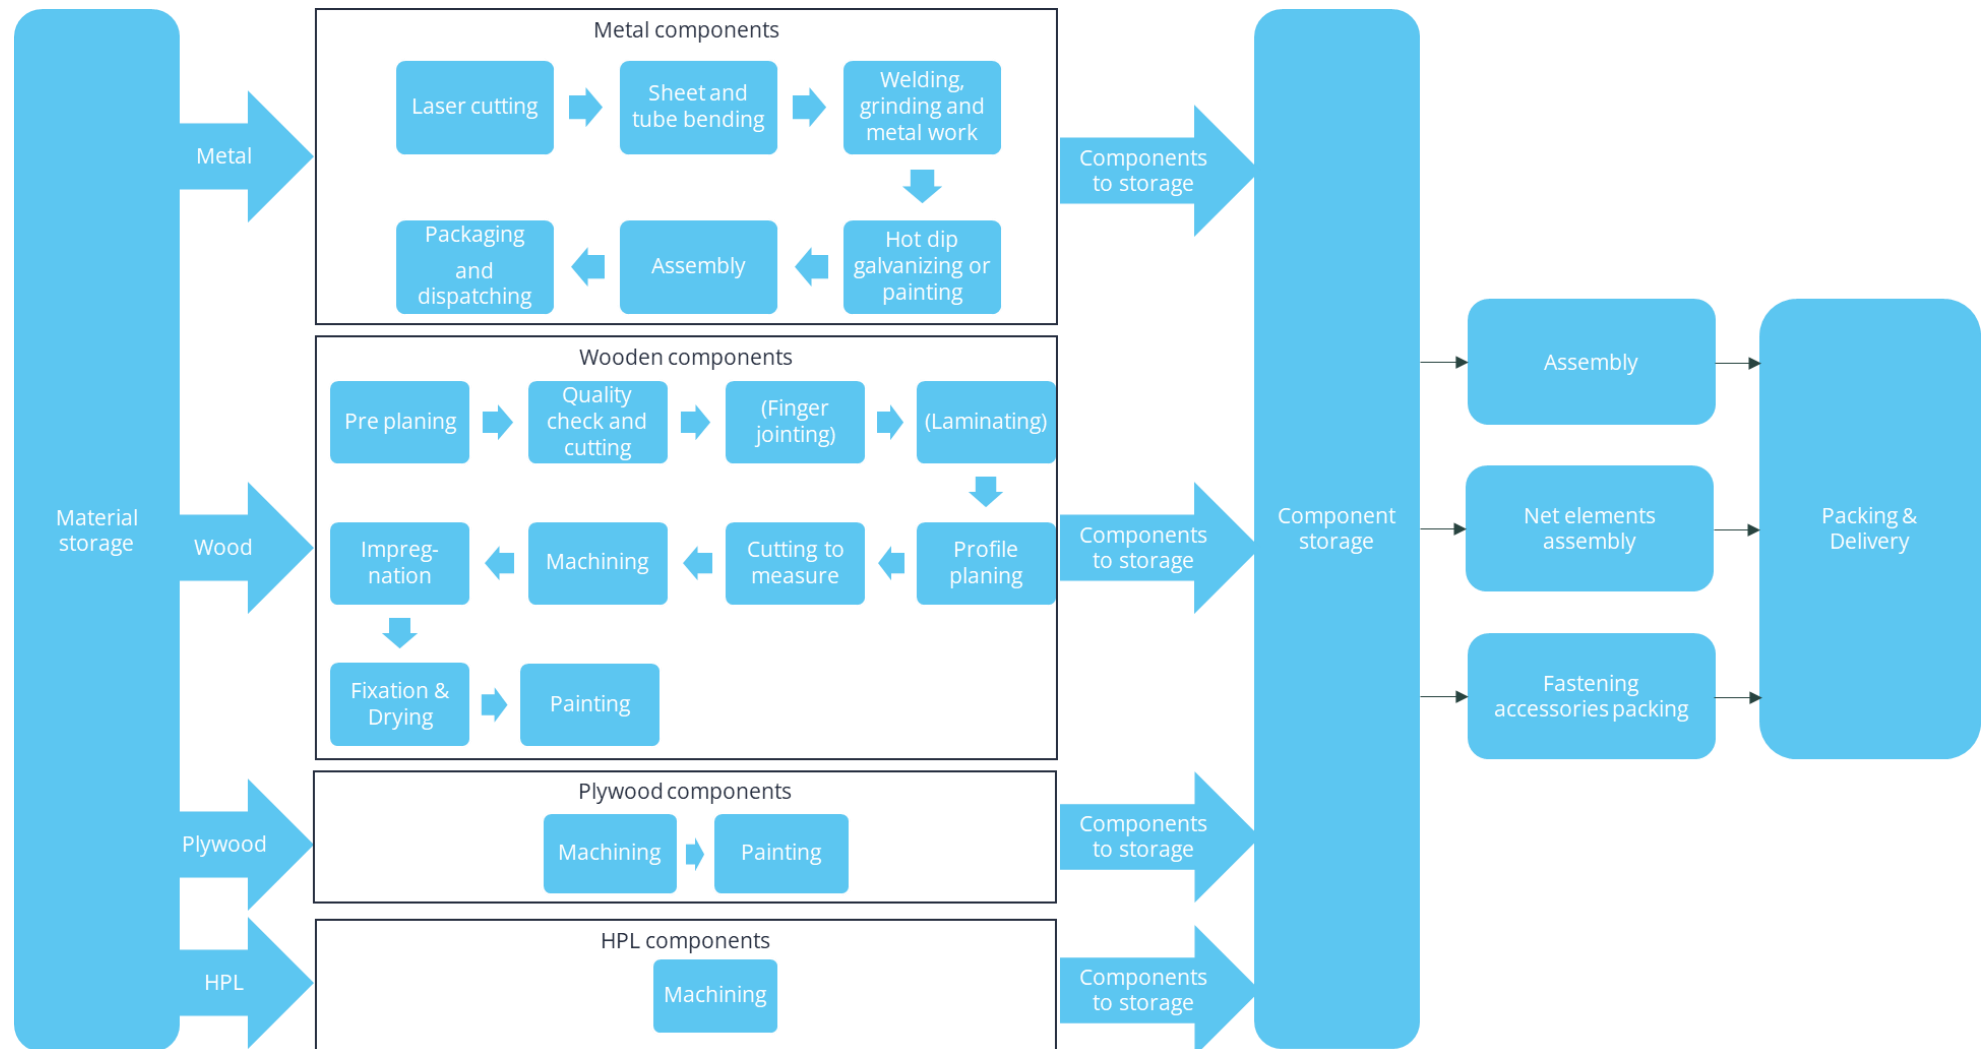 Material
storage
Metal
Wood
Plywood
HPL
Metal components
Laser cutting
Sheet and
tube bending
Welding,
grinding and
metal work
Packaging
and
dispatching
Assembly
Hot dip
galvanizing or
painting
Wooden components
Pre planing
Quality
check and
cutting
(Finger
jointing)
(Laminating)
Impreg-
nation
Machining
Cutting to
measure
Profile
planing
Fixation &
Drying
Painting
Plywood components
Machining
Painting
HPL components
Machining
Components
to storage
Components
to storage
Components
to storage
Components
to storage
Component
storage
Assembly
Net elements
assembly
Fastening
accessories packing
Packing &
Delivery